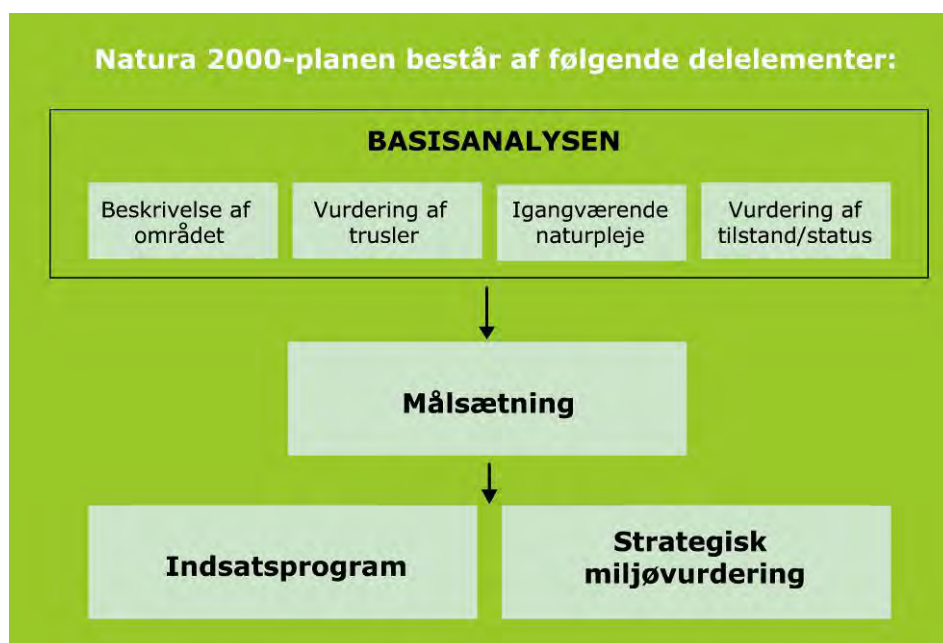 Natura 2000-planen består af følgende delelementer:
BASISANALYSEN
Beskrivelse af
området
Vurdering af
trusler
Igangværende
naturpleje
Vurdering af
tilstand/status
Målsætning
Indsatsprogram
Strategisk
miljøvurdering